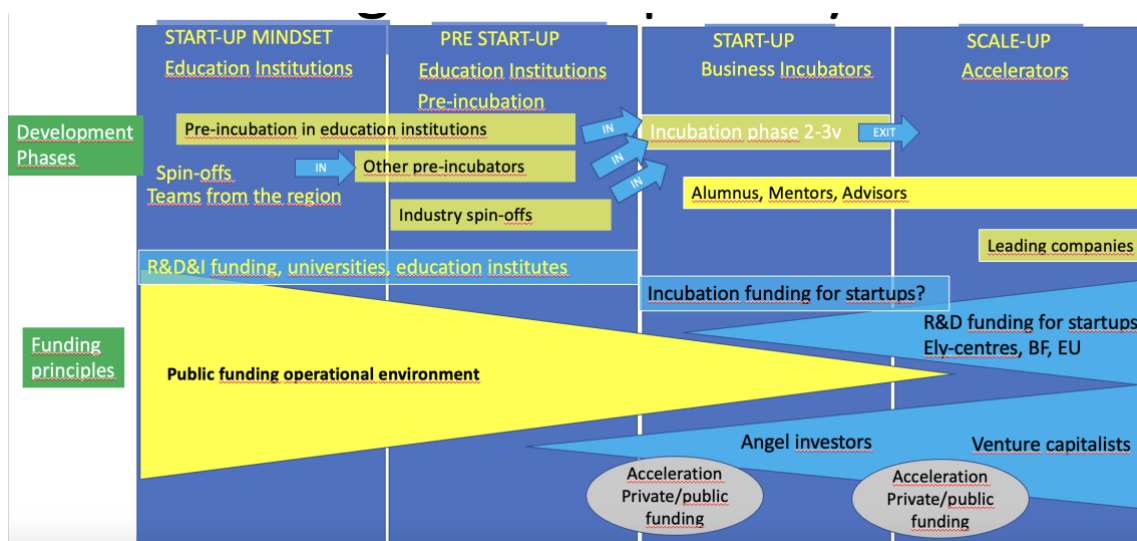 START-UP MINDSET
Education Institutions
PRE START-UP
Education Institutions
Pre-incubation
START-UP
Business Incubators
SCALE-UP
Accelerators
Development
Phases
Pre-incubation in education institutions
IN
Incubation phase 2-3v
EXIT
Spin-offs
Teams from the region
IN
Other pre-incubators
IN
IN
Alumnus, Mentors, Advisors
Industry spin-offs
Leading companies
R&D&I funding, universities, education institutes
Incubation funding for startups?
R&D funding for startups
Ely-centres, BF, EU
Funding
principles
Public funding operational environment
Angel investors
Venture capitalists
Acceleration
Private/public
funding
Acceleration
Private/public
funding